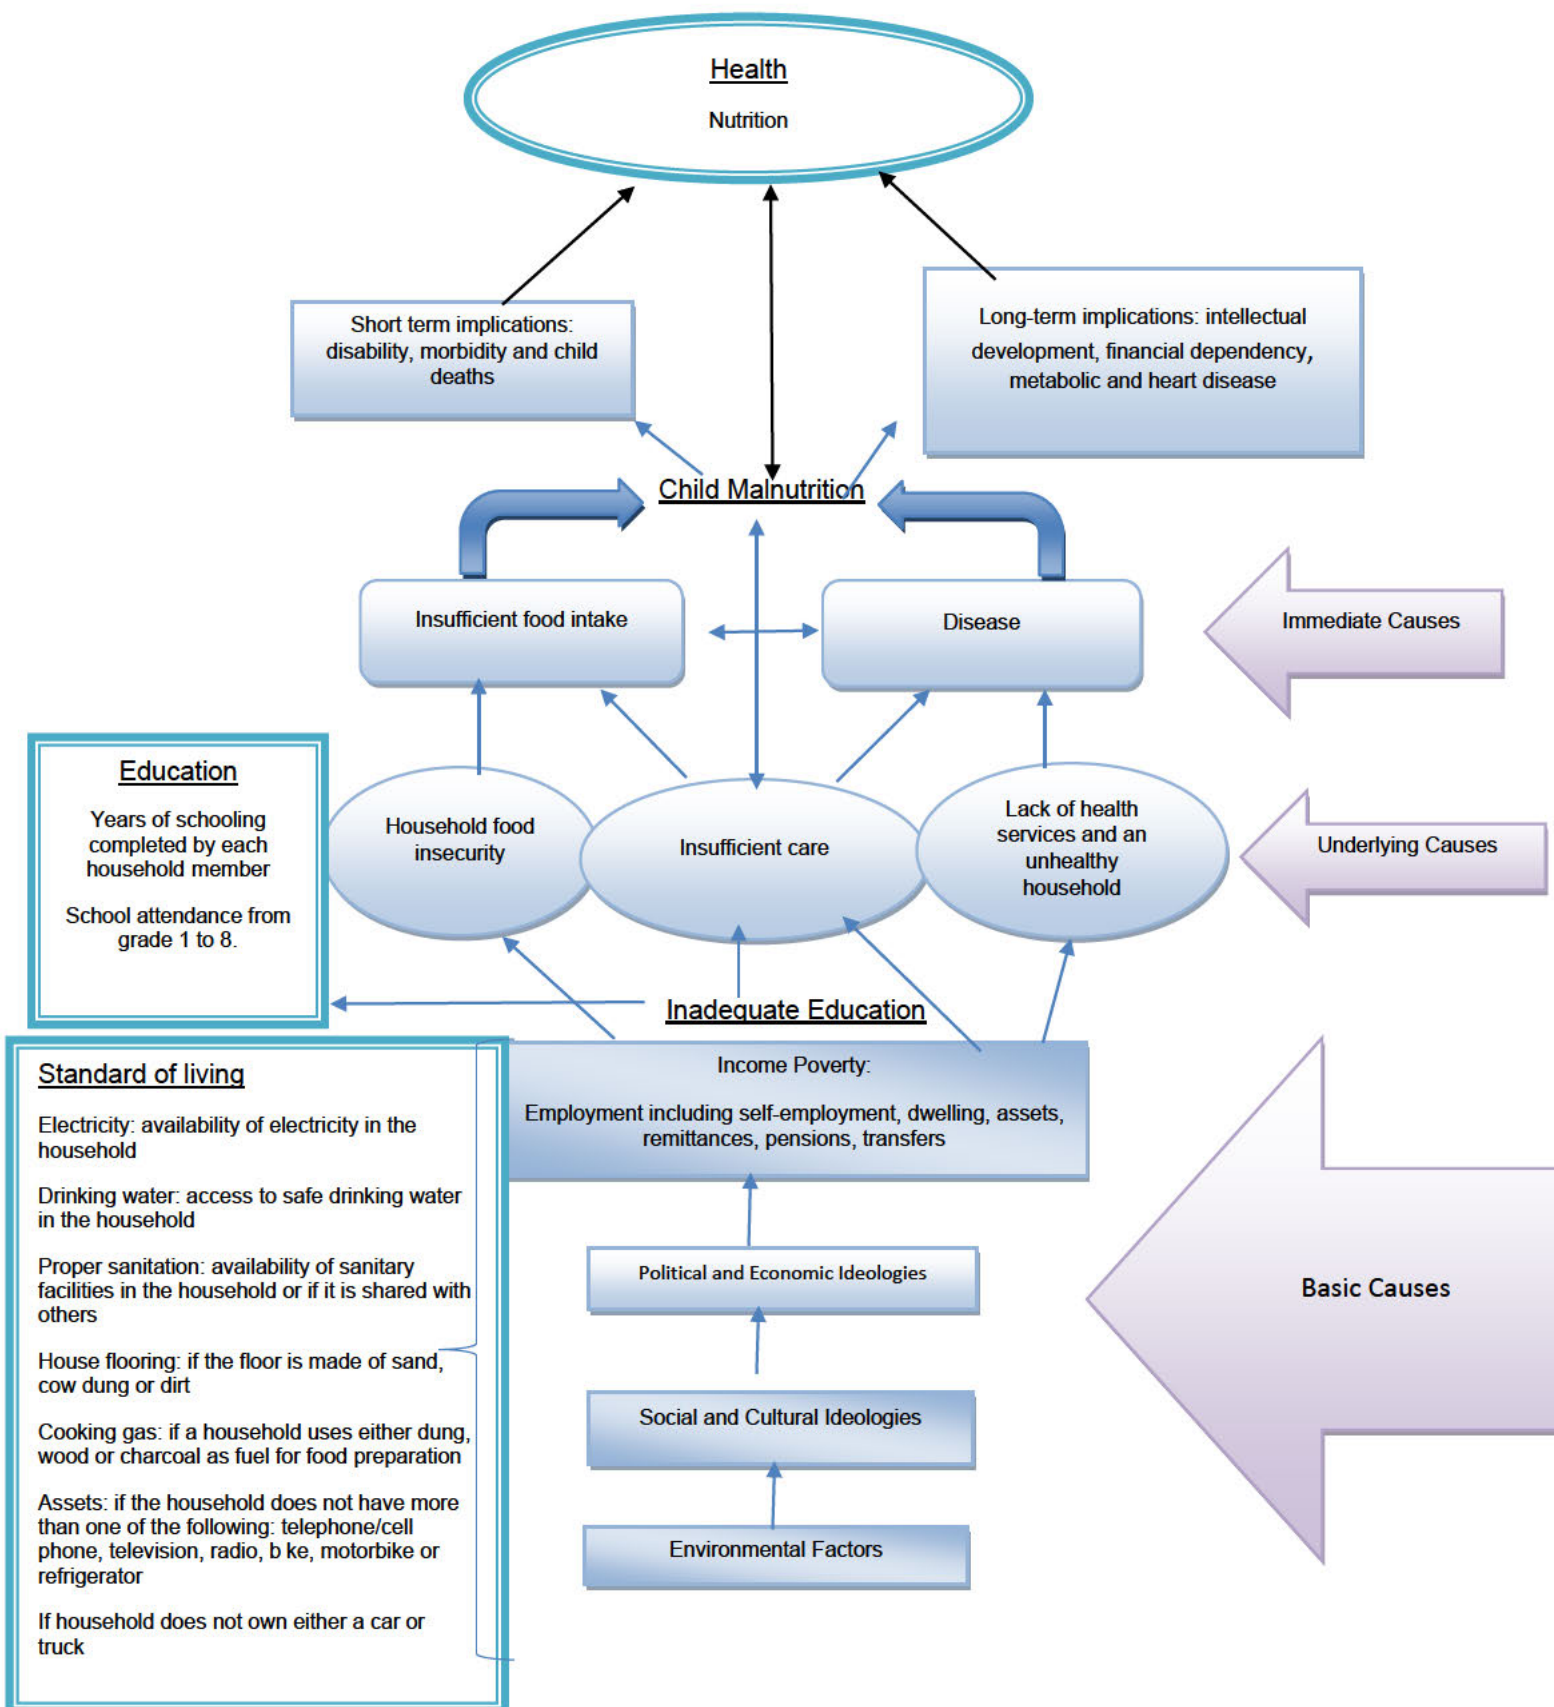 Health
Nutrition
Short term implications:
disability, morbidity and child
deaths
Long-term implications: intellectual
development, financial dependency,
metabolic and heart disease
Child Malnutrition
Insufficient food intake
Disease
Immediate Causes
Education
Years of schooling
completed by each
household member
School attendance from
grade 1 to 8.
Household food
insecurity
Insufficient care
Lack of health
services and an
unhealthy
household
Underlying Causes
Inadequate Education
Income Poverty:
Employment including self-employment, dwelling, assets,
remittances, pensions, transfers
Standard of living
Electricity: availability of electricity in the
household
Drinking water: access to safe drinking water
in the household
Proper sanitation: availability of sanitary
facilities in the household or if it is shared with
others
House flooring: if the floor is made of sand,
cow dung or dirt
Cooking gas: if a household uses either dung,
wood or charcoal as fuel for food preparation
Assets: if the household does not have more
than one of the following: telephone/cell
phone, television, radio, b ke, motorbike or
refrigerator
If household does not own either a car or
truck
Political and Economic Ideologies
Social and Cultural Ideologies
Environmental Factors
Basic Causes